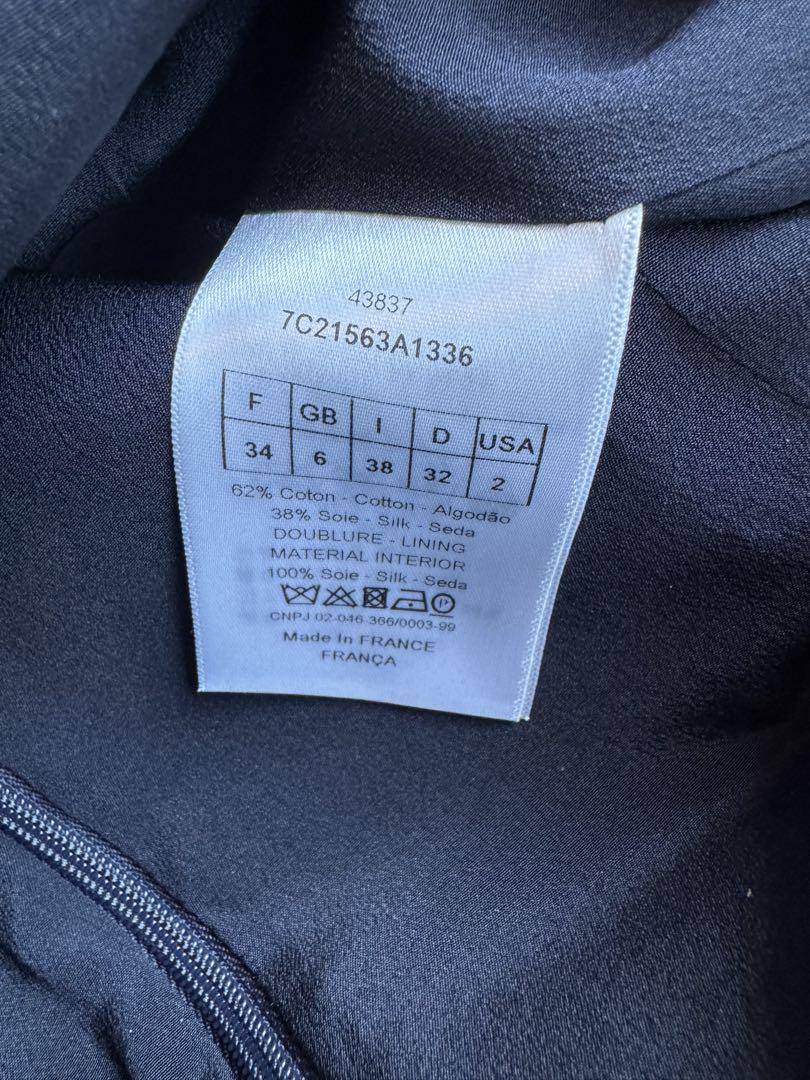 43837
7C21563A1336
F GB I D USA
34 6 38 32 2
62% Coton - Cotton - Algodão
38% Soie - Silk - Seda
DOUBLURE - LINING
MATERIAL INTERIOR
100% Soie - Silk - Seda
P
CNPJ 02-046-366/0003-99
Made In FRANCE
FRANÇA